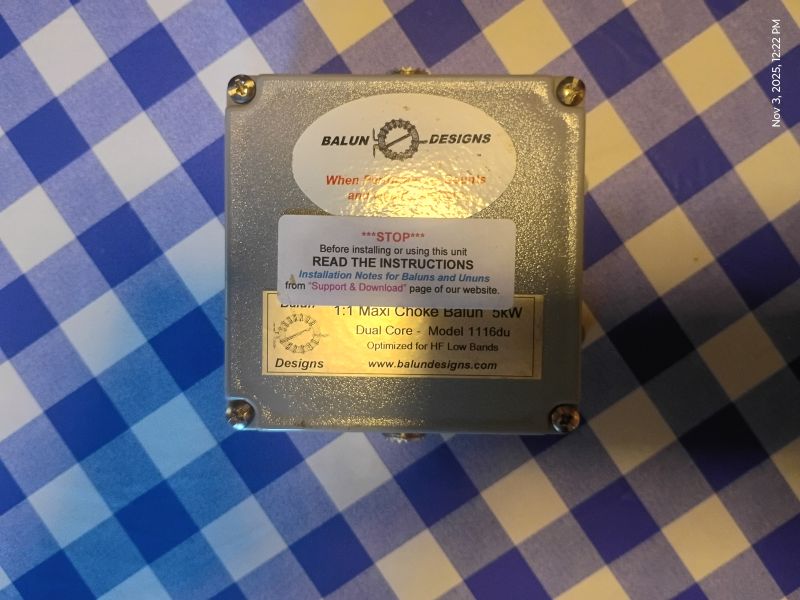 BALUN DESIGNS
When
and
***STOP***
Before installing or using this unit
READ THE INSTRUCTIONS
Installation Notes for Baluns and Ununs
from "Support & Download" page of our website.
Balun
1:1 Maxi Choke Balun 5kW
Dual Core - Model 1116du
Optimized for HF Low Bands
Designs
www.balundesigns.com
Nov 3, 2025, 12:22 PM